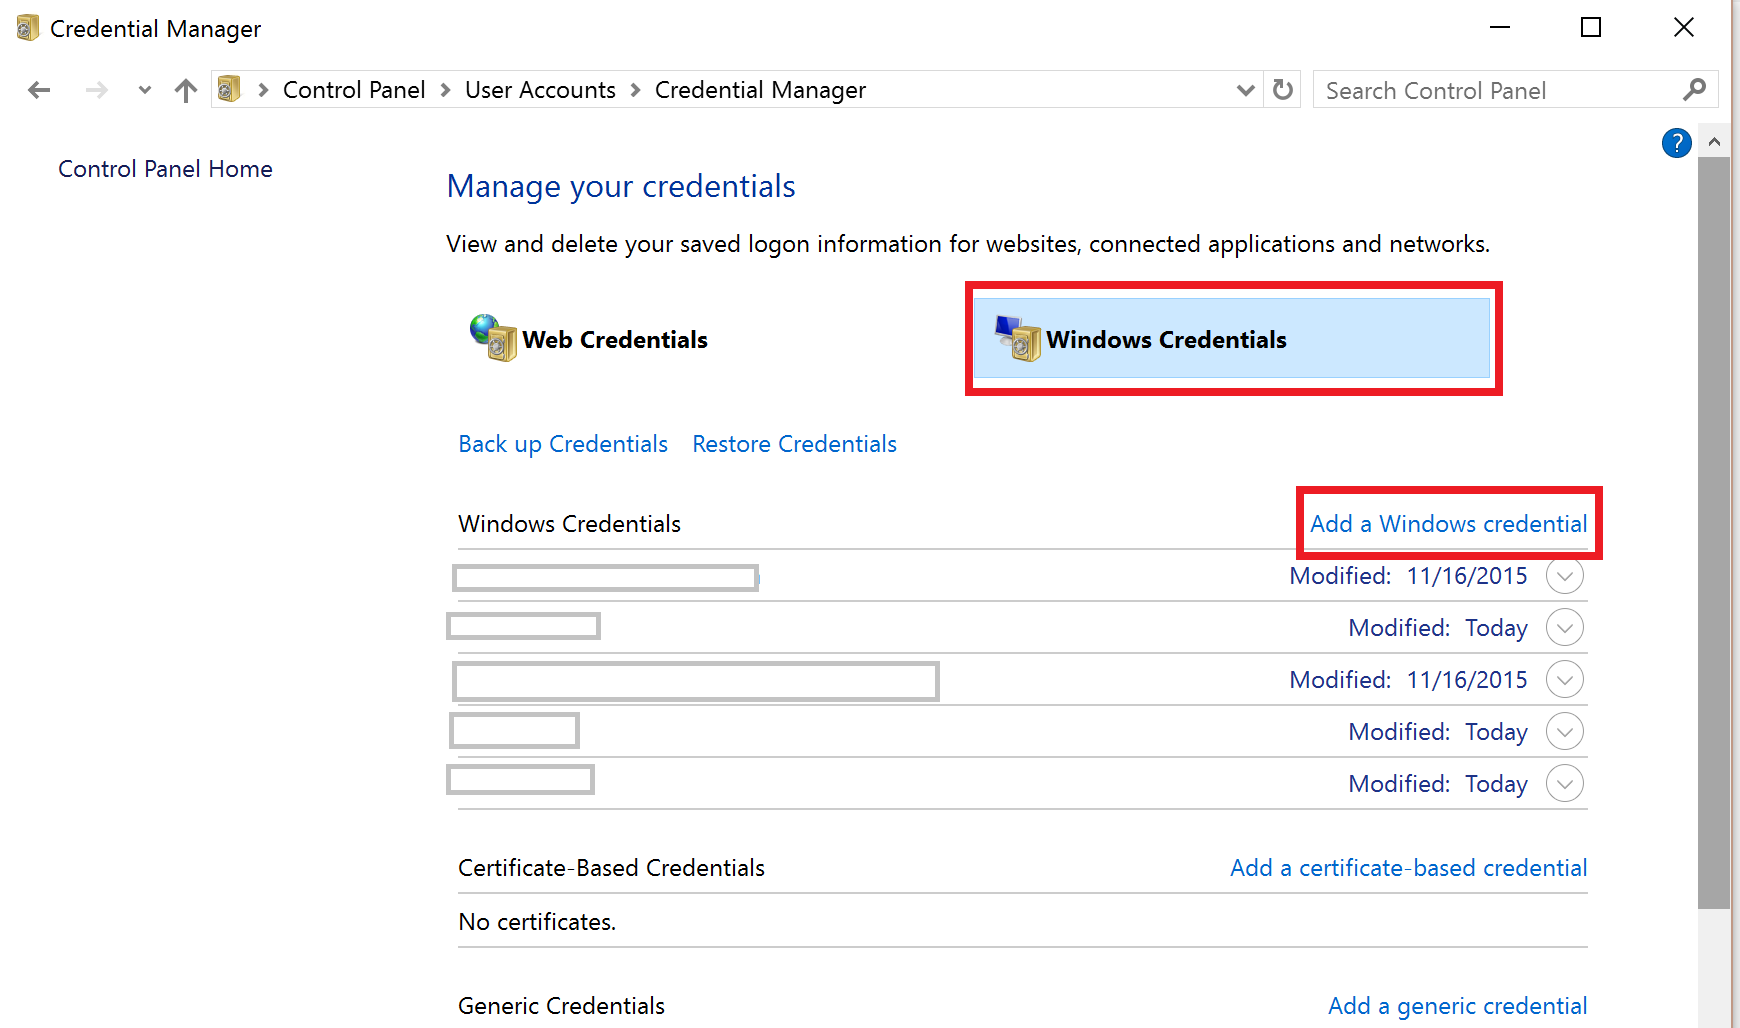 Credential Manager
Control Panel User Accounts Credential Manager
Search Control Panel
?
Control Panel Home
Manage your credentials
View and delete your saved logon information for websites, connected applications and networks.
Web Credentials
Windows Credentials
Back up Credentials Restore Credentials
Windows Credentials Add a Windows credential
Modified: 11/16/2015
Modified: Today
Modified: 11/16/2015
Modified: Today
Modified: Today
Certificate-Based Credentials Add a certificate-based credential
No certificates.
Generic Credentials Add a generic credential